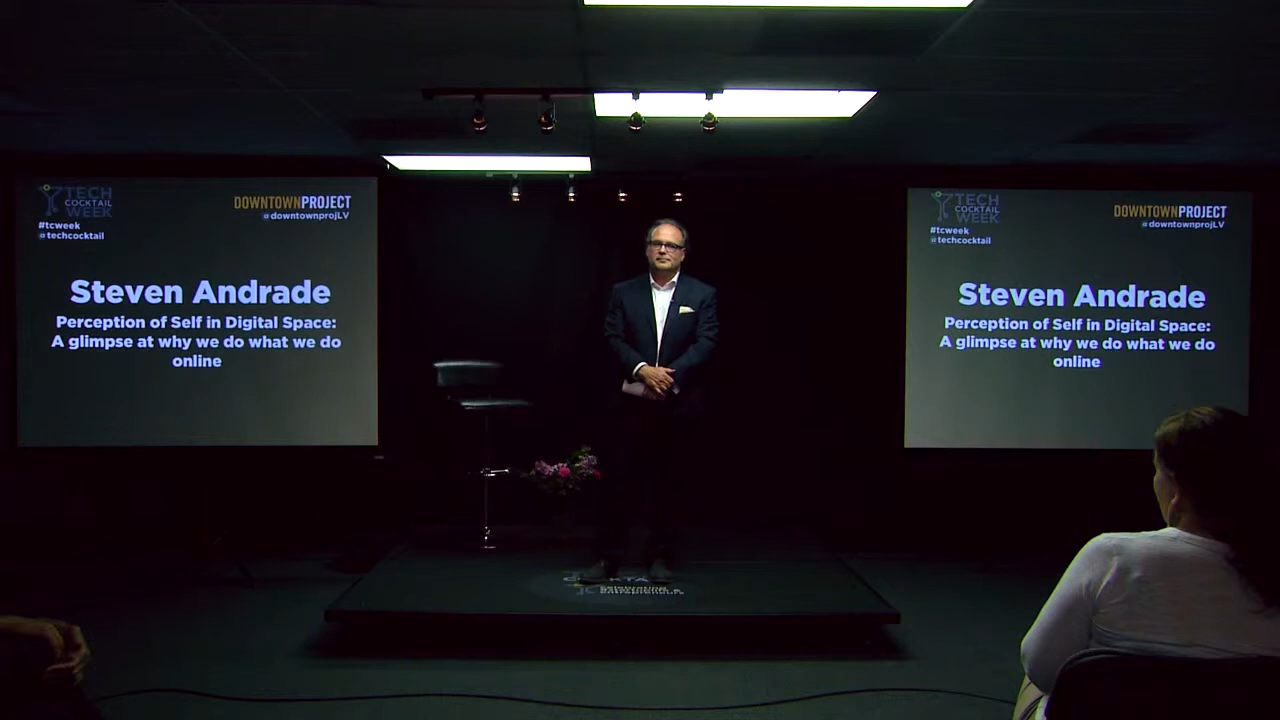 TECH
COCKTAIL
WEEK
#tcweek
@techcocktail
DOWNTOWNPROJECT
@downtownprojLV
Steven Andrade
Perception of Self in Digital Space:
A glimpse at why we do what we do
online
TECH
COCKTAIL
WEEK
#tcweek
@techcocktail
DOWNTOWNPROJECT
@downtownprojLV
Steven Andrade
Perception of Self in Digital Space:
A glimpse at why we do what we do
online